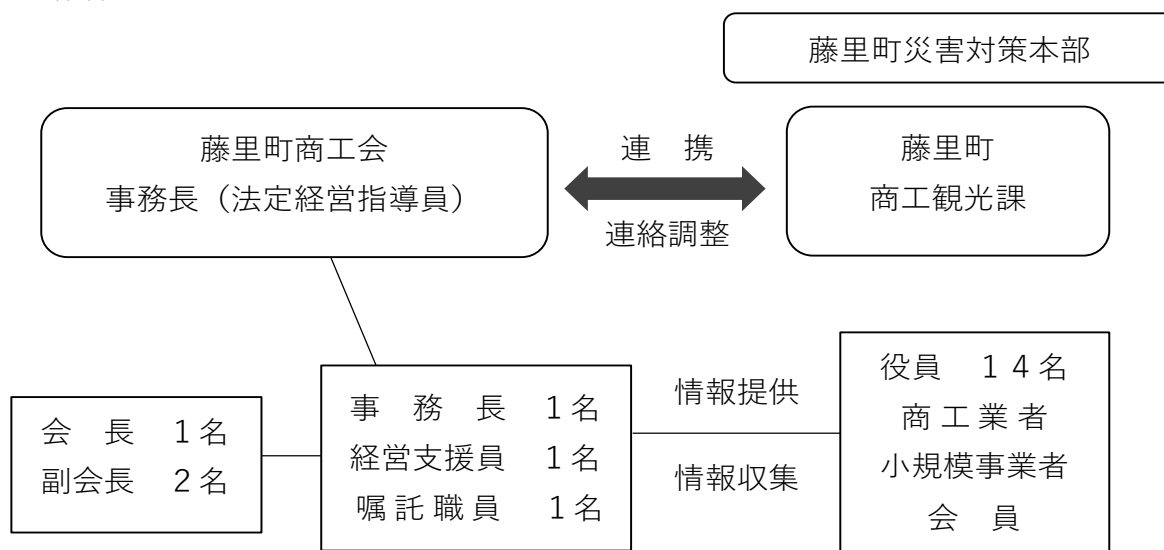 藤里町災害対策本部
藤里町商工会
事務長（法定経営指導員）
連　携
連絡調整
藤里町
商工観光課
会　長　１名
副会長　２名
事　務　長　１名
経営支援員　１名
嘱 託 職 員　１名
情報提供
情報収集
役員　１４名
商 工 業 者
小規模事業者
会　員